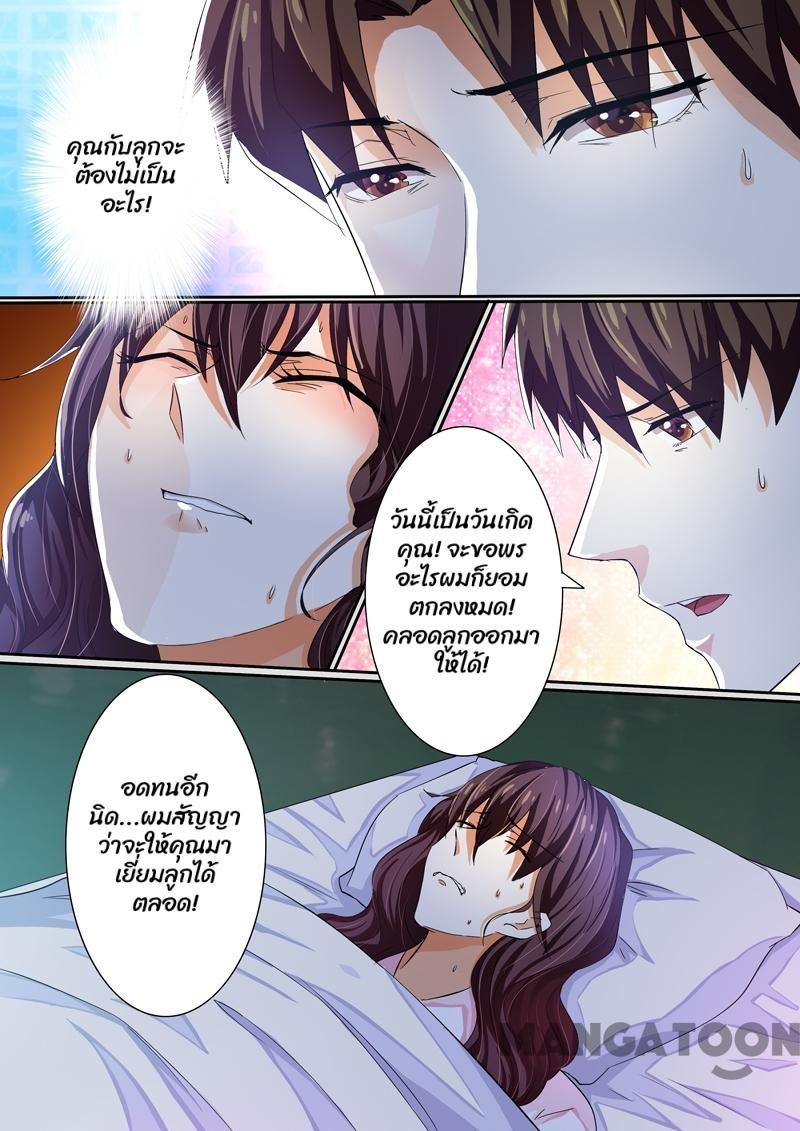 คุณกับลูกจะ
ต้องไม่เป็น
อะไร!
วันนี้เป็นวันเกิด
คุณ! จะขอพร
อะไรผมก็ยอม
ตกลงหมด!
คลอดลูกออกมา
ให้ได้!
อดทนอีก
นิด...ผมสัญญา
ว่าจะให้คุณมา
เยี่ยมลูกได้
ตลอด!
MANGATOON